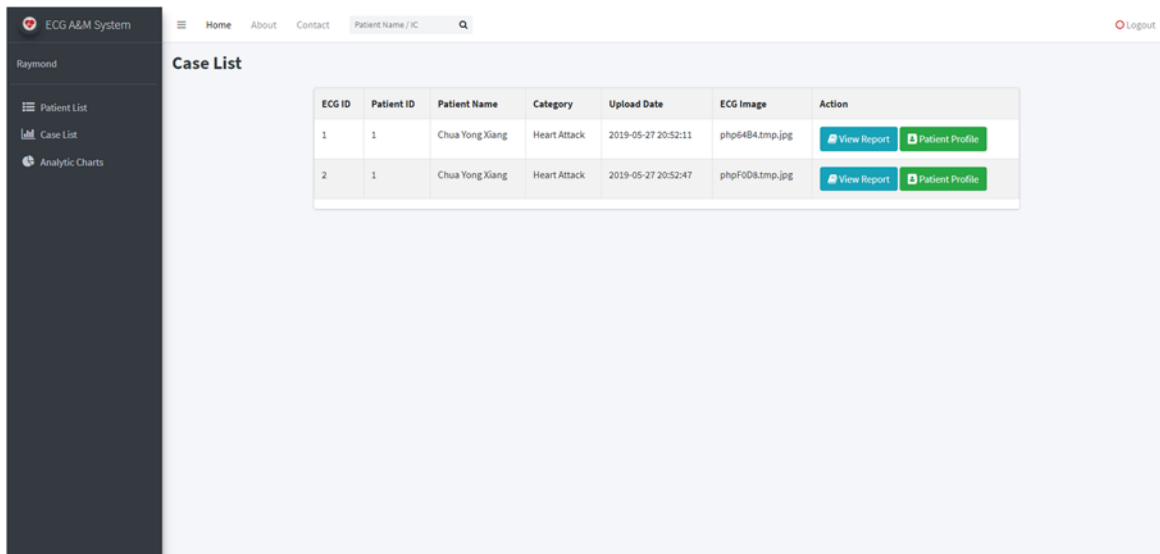 ECG A&M System
Home About Contact Patient Name / IC Logout
Raymond
Patient List
Case List
Analytic Charts
Case List
ECG ID Patient ID Patient Name Category Upload Date ECG Image Action
1 1 Chua Yong Xiang Heart Attack 2019-05-27 20:52:11 php64B4.tmp.jpg View Report Patient Profile
2 1 Chua Yong Xiang Heart Attack 2019-05-27 20:52:47 phpF0D8.tmp.jpg View Report Patient Profile